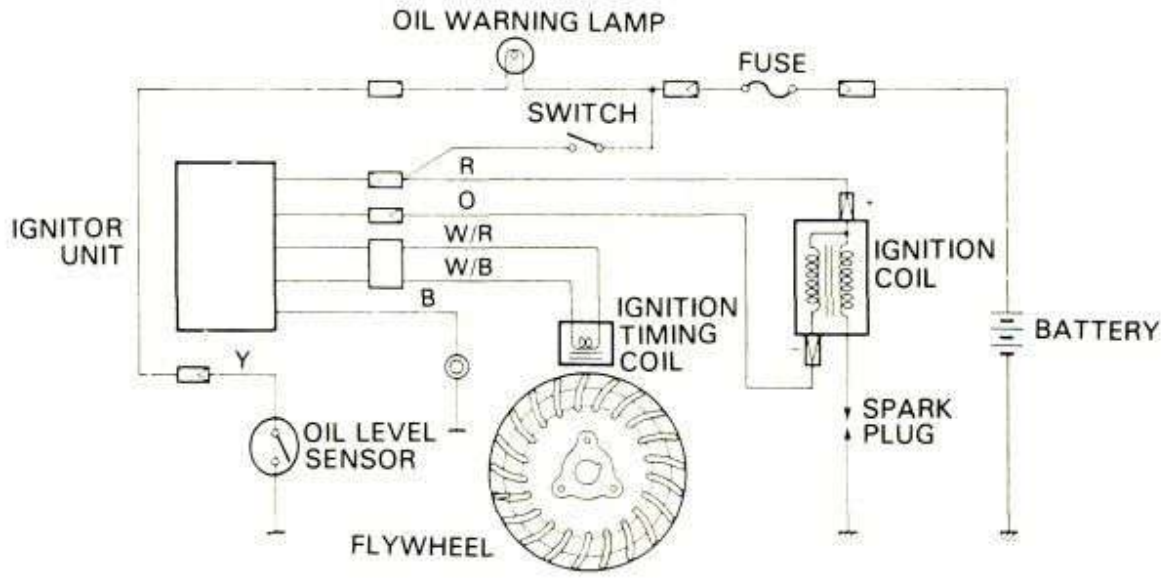 OIL WARNING LAMP
FUSE
SWITCH
R
O
W/R
W/B
B
IGNITOR
UNIT
+
IGNITION
COIL
IGNITION
TIMING
COIL
-
BATTERY
Y
OIL LEVEL
SENSOR
SPARK
PLUG
FLYWHEEL